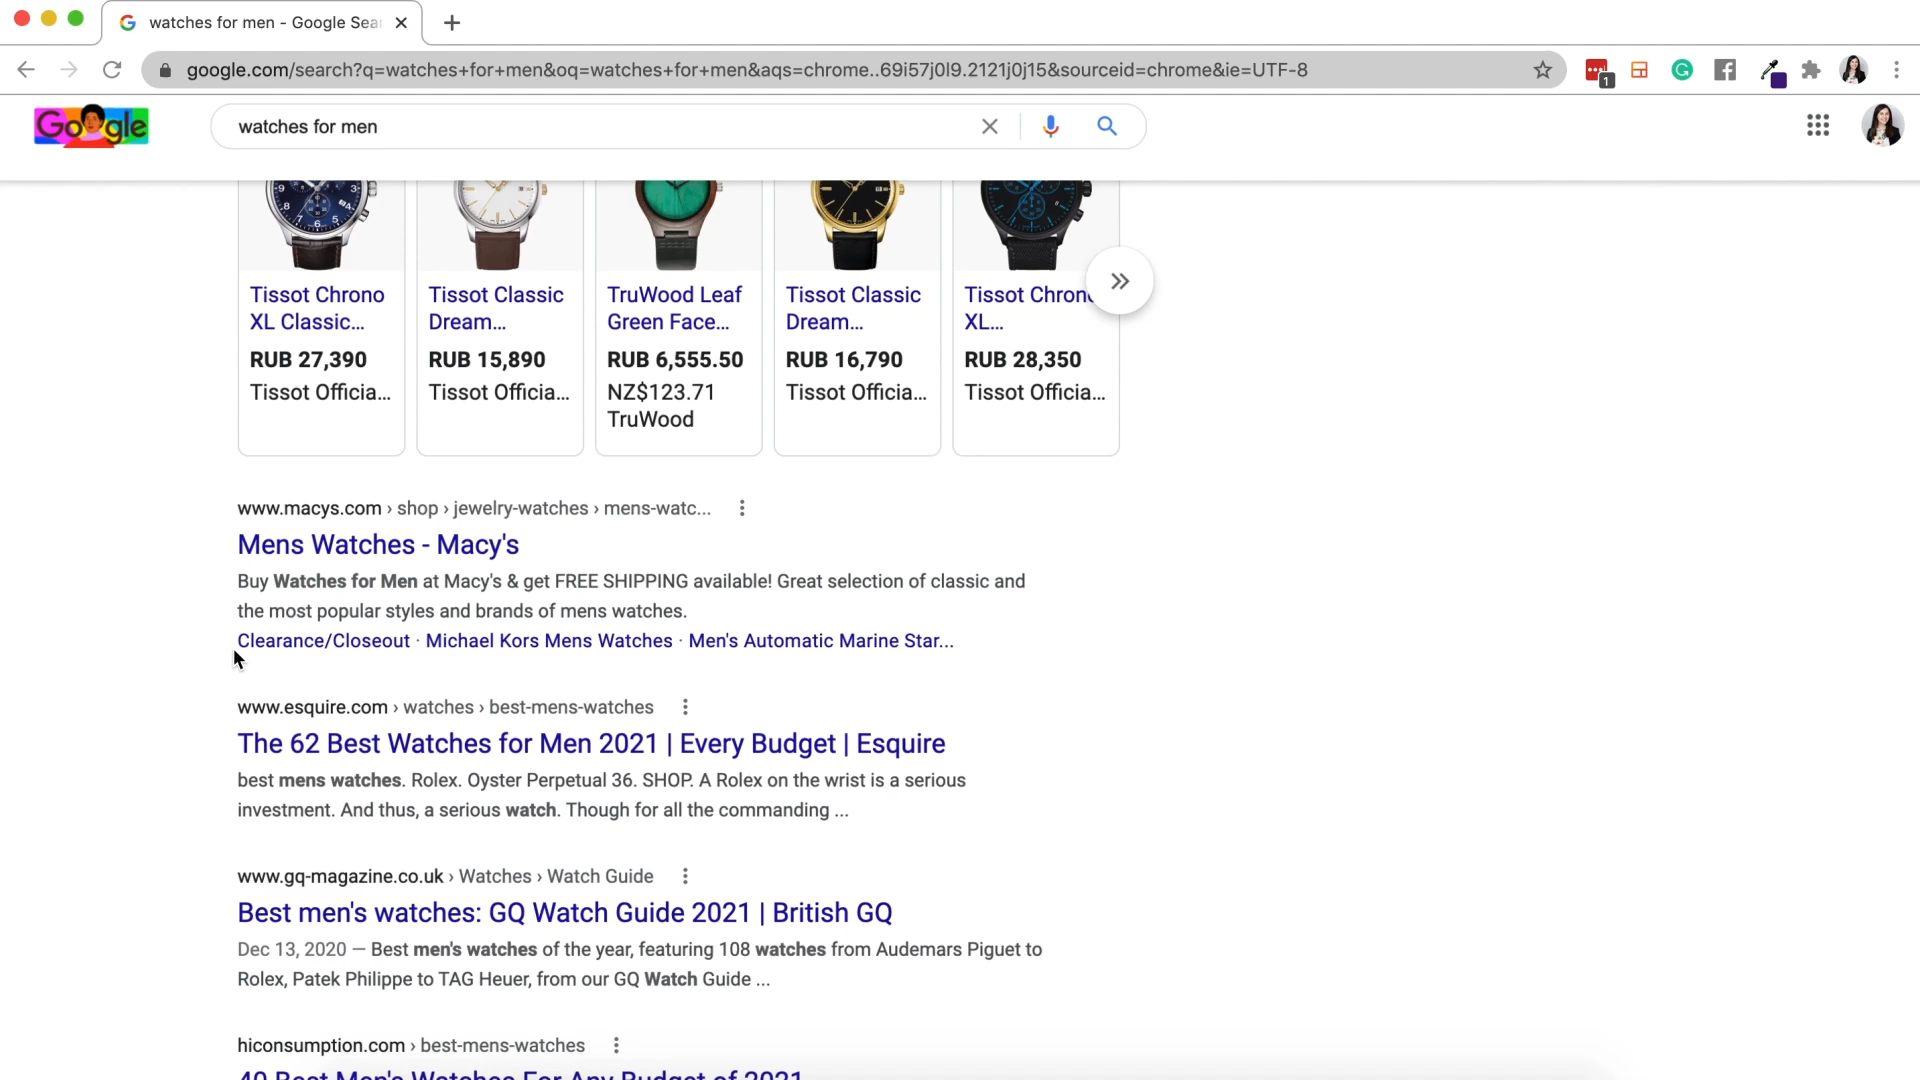 watches for men - Google Sear
google.com/search?q=watches+for+men&oq=watches+for+men&aqs=chrome..69i57j0l9.2121j0j15&sourceid=chrome&ie=UTF-8
1
Google
watches for men
Tissot Chrono
XL Classic...
RUB 27,390
Tissot Officia...
Tissot Classic
Dream...
RUB 15,890
Tissot Officia...
TruWood Leaf
Green Face...
RUB 6,555.50
NZ$123.71
TruWood
Tissot Classic
Dream...
RUB 16,790
Tissot Officia...
Tissot Chrono
XL...
RUB 28,350
Tissot Officia...
www.macys.com › shop › jewelry-watches › mens-watc...
Mens Watches - Macy's
Buy Watches for Men at Macy's & get FREE SHIPPING available! Great selection of classic and
the most popular styles and brands of mens watches.
Clearance/Closeout · Michael Kors Mens Watches · Men's Automatic Marine Star...
www.esquire.com › watches › best-mens-watches
The 62 Best Watches for Men 2021 | Every Budget | Esquire
best mens watches. Rolex. Oyster Perpetual 36. SHOP. A Rolex on the wrist is a serious
investment. And thus, a serious watch. Though for all the commanding ...
www.gq-magazine.co.uk › Watches › Watch Guide
Best men's watches: GQ Watch Guide 2021 | British GQ
Dec 13, 2020 — Best men's watches of the year, featuring 108 watches from Audemars Piguet to
Rolex, Patek Philippe to TAG Heuer, from our GQ Watch Guide ...
hiconsumption.com › best-mens-watches
40 Best Men's Watches For Any Budget of 2021